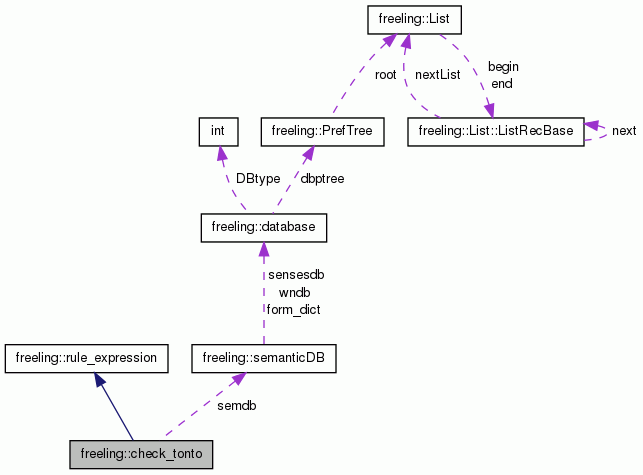 freeling::List
root
nextList
begin
end
int
freeling::PrefTree
freeling::List::ListRecBase
next
DBtype
dbptree
freeling::database
sensesdb
wndb
form_dict
freeling::rule_expression
freeling::semanticDB
semdb
freeling::check_tonto